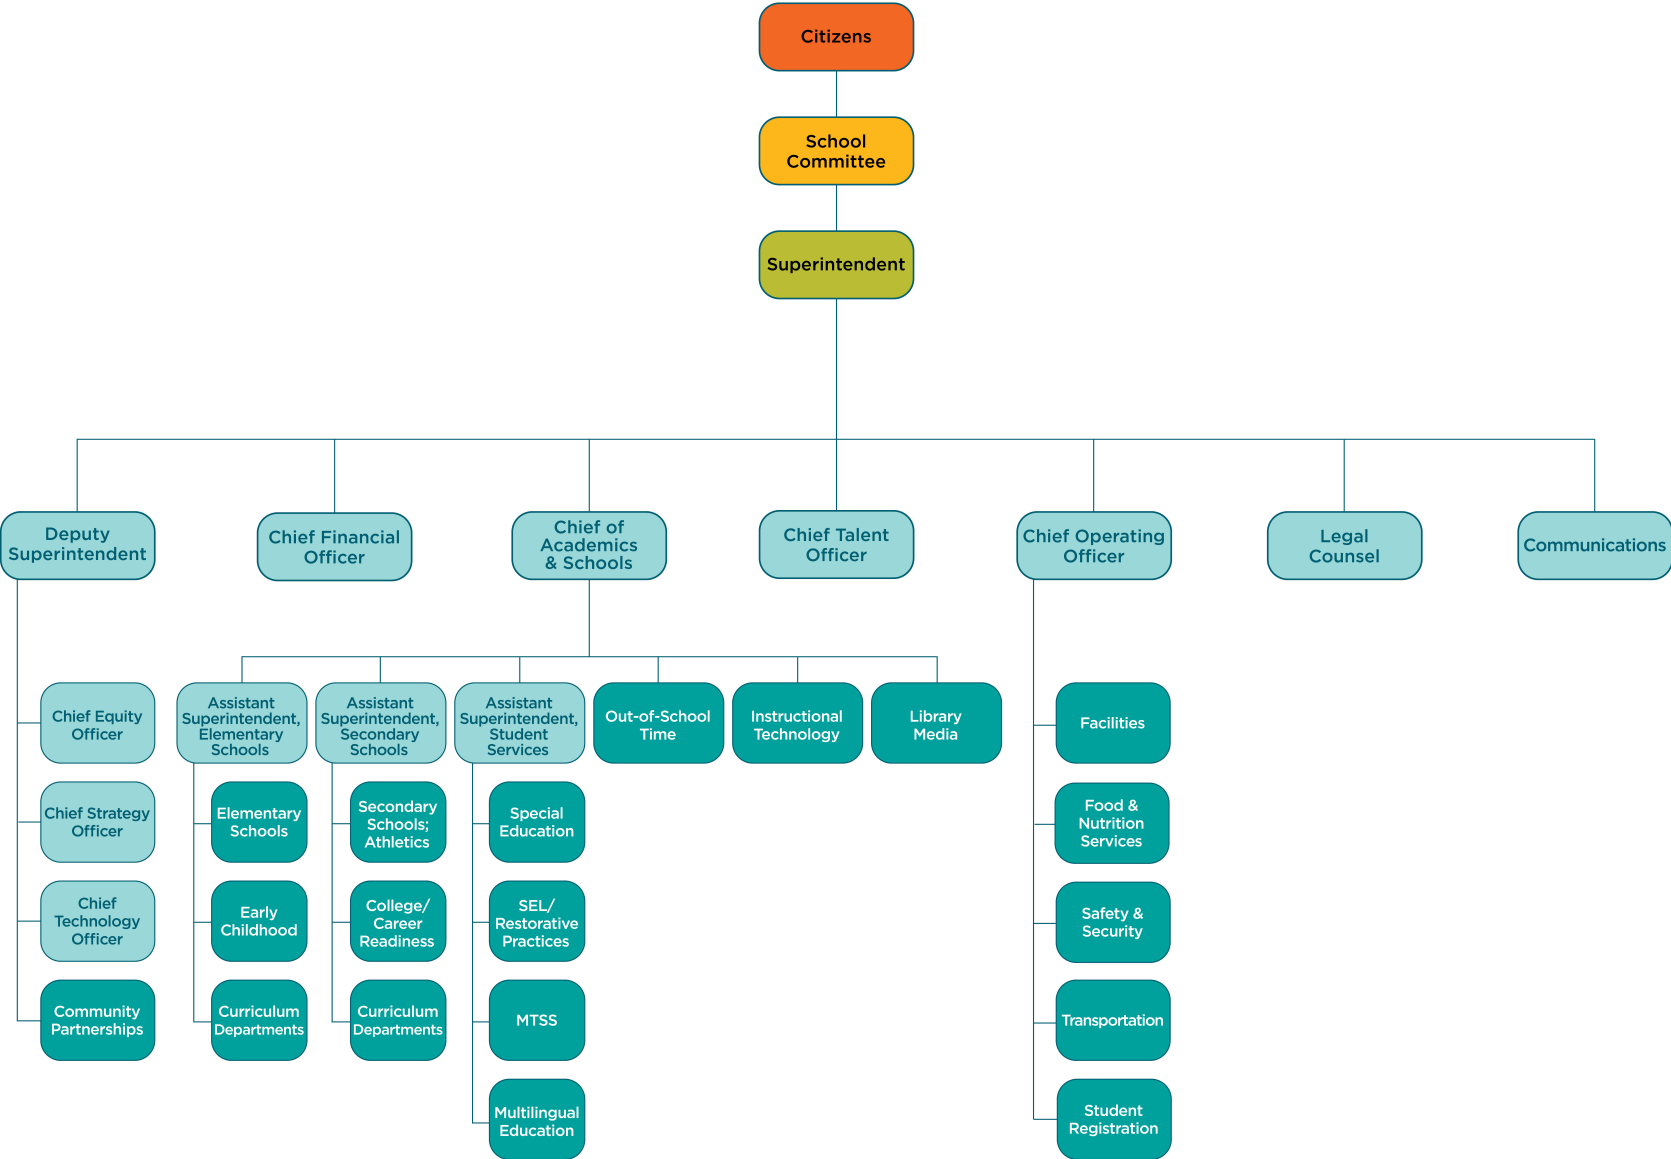 Citizens
School
Committee
Superintendent
Deputy
Superintendent
Chief Financial
Officer
Chief of
Academics
& Schools
Chief Talent
Officer
Chief Operating
Officer
Legal
Counsel
Communications
Chief Equity
Officer
Chief Strategy
Officer
Chief
Technology
Officer
Community
Partnerships
Assistant
Superintendent,
Elementary
Schools
Elementary
Schools
Early
Childhood
Curriculum
Departments
Assistant
Superintendent,
Secondary
Schools
Secondary
Schools;
Athletics
College/
Career
Readiness
Curriculum
Departments
Assistant
Superintendent,
Student
Services
Special
Education
SEL/
Restorative
Practices
MTSS
Multilingual
Education
Out-of-School
Time
Instructional
Technology
Library
Media
Facilities
Food &
Nutrition
Services
Safety &
Security
Transportation
Student
Registration